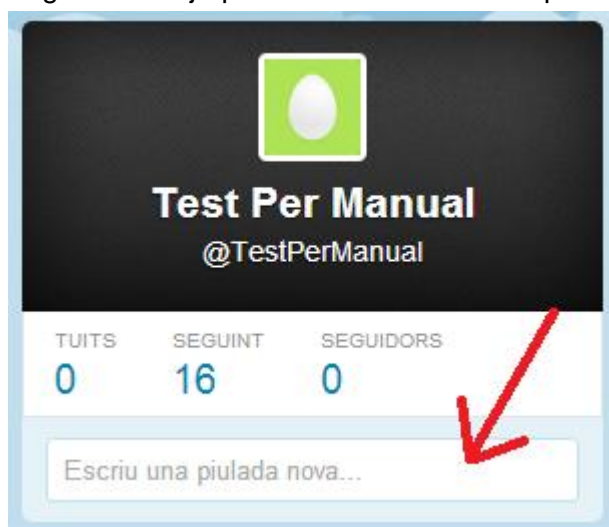 Test Per Manual
@TestPerManual
TUITS SEGUINT SEGUIDORS
0 16 0
Escriu una piulada nova...